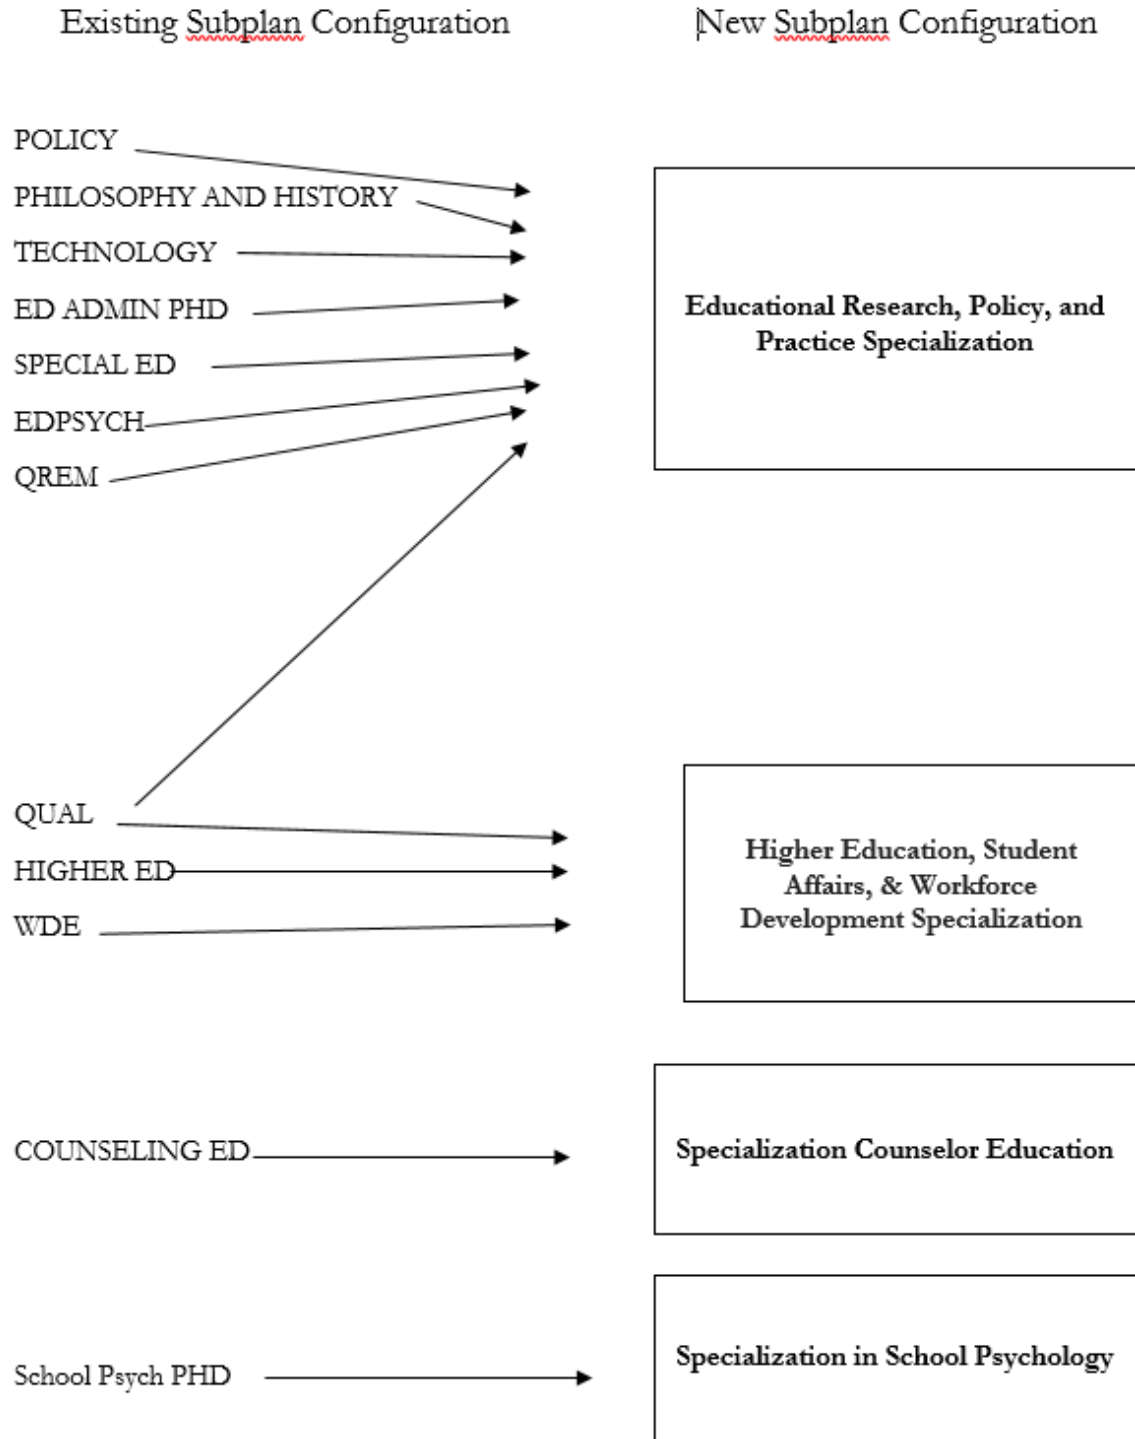 Existing Subplan Configuration
New Subplan Configuration
POLICY
PHILOSOPHY AND HISTORY
TECHNOLOGY
ED ADMIN PHD
SPECIAL ED
EDPSYCH
QREM
Educational Research, Policy, and
Practice Specialization
QUAL
HIGHER ED
WDE
Higher Education, Student
Affairs, & Workforce
Development Specialization
COUNSELING ED
Specialization Counselor Education
School Psych PHD
Specialization in School Psychology